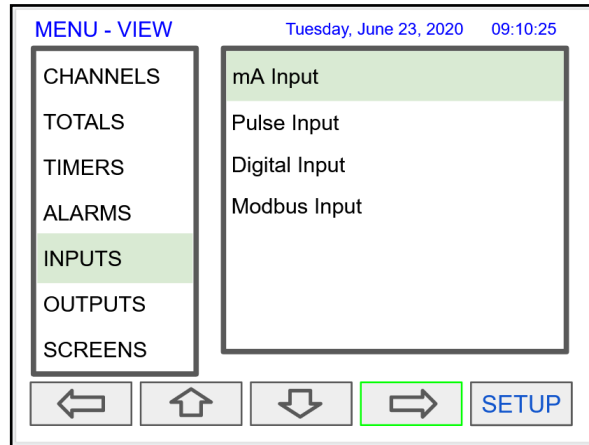 MENU - VIEW Tuesday, June 23, 2020 09:10:25
CHANNELS
TOTALS
TIMERS
ALARMS
INPUTS
OUTPUTS
SCREENS
mA Input
Pulse Input
Digital Input
Modbus Input
SETUP